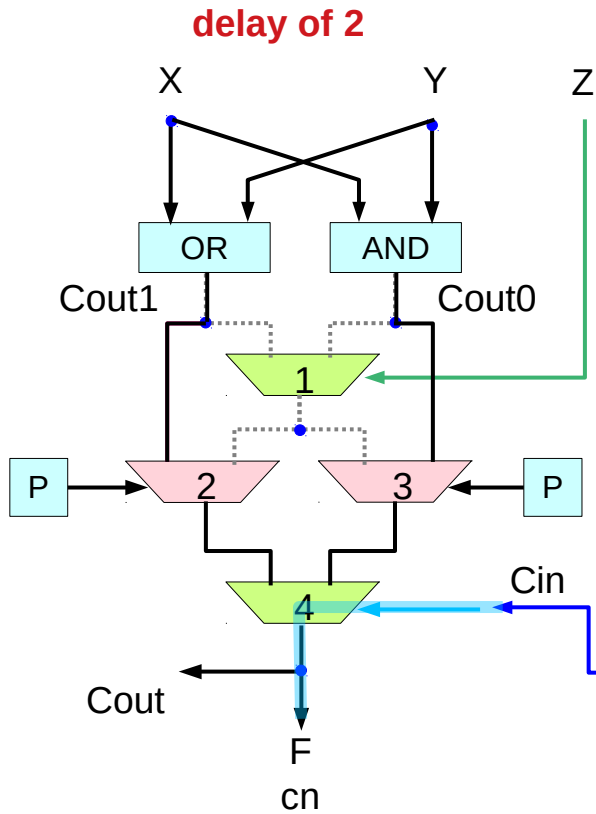 delay of 2
X Y Z
OR AND
Cout1 Cout0
1
P 2 3 P
Cin
4
Cout
F
cn